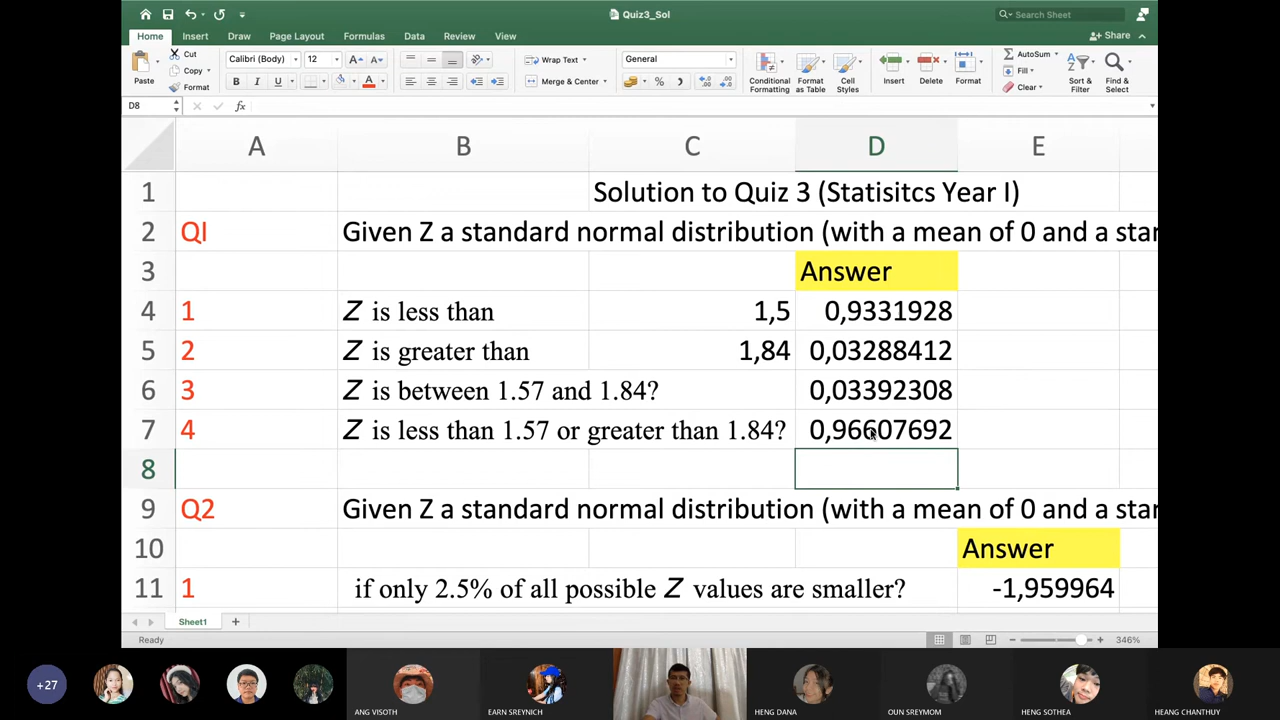 Quiz3_Sol
Search Sheet
Home Insert Draw Page Layout Formulas Data Review View
Share
Paste
Cut
Copy
Format
Calibri (Body) 12
Wrap Text
Merge & Center
General
Conditional Formatting
Format as Table
Cell Styles
Insert
Delete
Format
AutoSum
Fill
Clear
Sort & Filter
Find & Select
D8
fx
A B C D E
1 Solution to Quiz 3 (Statisitcs Year I)
2 QI Given Z a standard normal distribution (with a mean of 0 and a star
3 Answer
4 1 Z is less than 1,5 0,9331928
5 2 Z is greater than 1,84 0,03288412
6 3 Z is between 1.57 and 1.84? 0,03392308
7 4 Z is less than 1.57 or greater than 1.84? 0,96607692
8
9 Q2 Given Z a standard normal distribution (with a mean of 0 and a star
10 Answer
11 1 if only 2.5% of all possible Z values are smaller? -1,959964
Sheet1
Ready
346%
+27
ANG VISOTH
EARN SREYNICH
HENG DANA
OUN SREYMOM
HENG SOTHEA
HEANG CHANTHUY